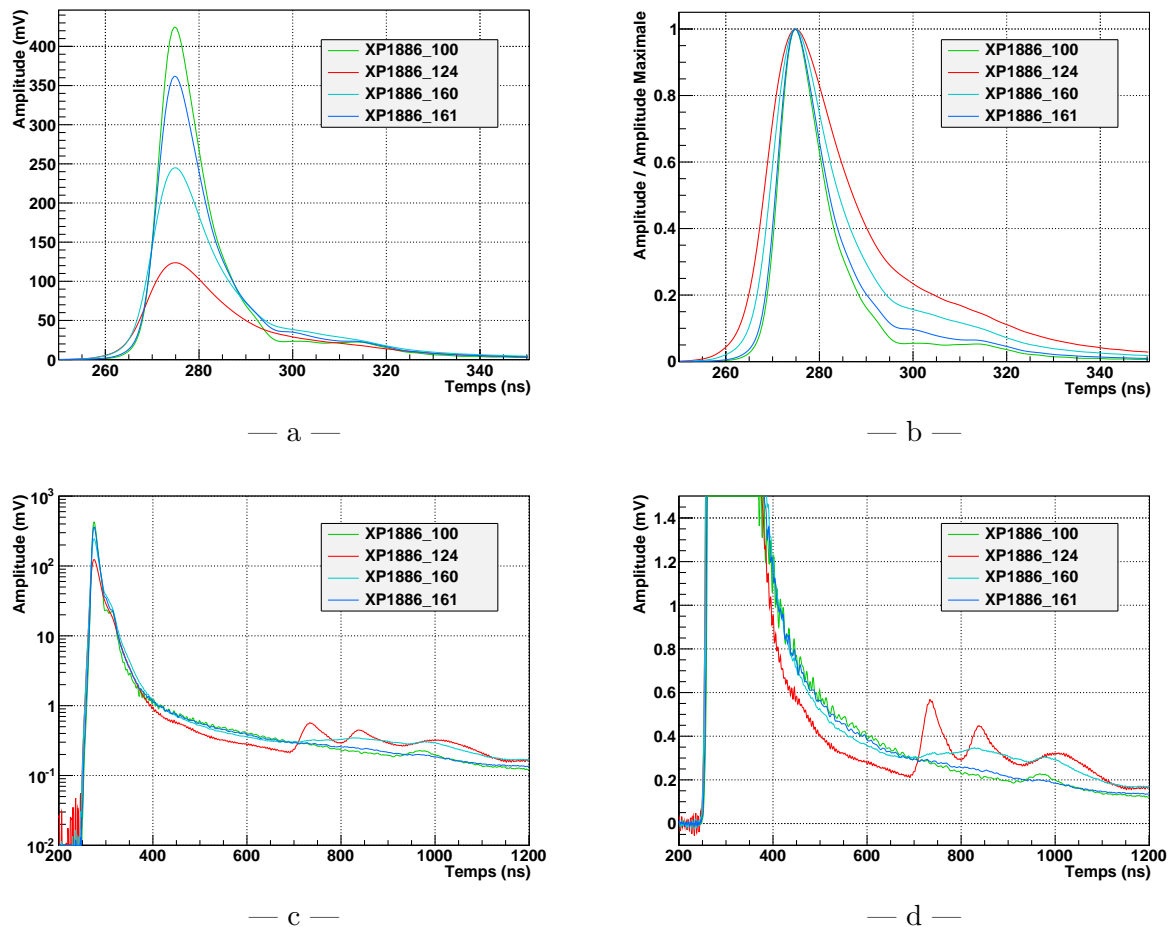 Amplitude (mV)
400
350
300
250
200
150
100
50
0
XP1886_100
XP1886_124
XP1886_160
XP1886_161
260
280
300
320
340
Temps (ns)
— a —
Amplitude / Amplitude Maximale
1
0.8
0.6
0.4
0.2
0
XP1886_100
XP1886_124
XP1886_160
XP1886_161
260
280
300
320
340
Temps (ns)
— b —
Amplitude (mV)
10³
10²
10
1
10⁻¹
10⁻²
XP1886_100
XP1886_124
XP1886_160
XP1886_161
200
400
600
800
1000
1200
Temps (ns)
— c —
Amplitude (mV)
1.4
1.2
1
0.8
0.6
0.4
0.2
0
XP1886_100
XP1886_124
XP1886_160
XP1886_161
200
400
600
800
1000
1200
Temps (ns)
— d —